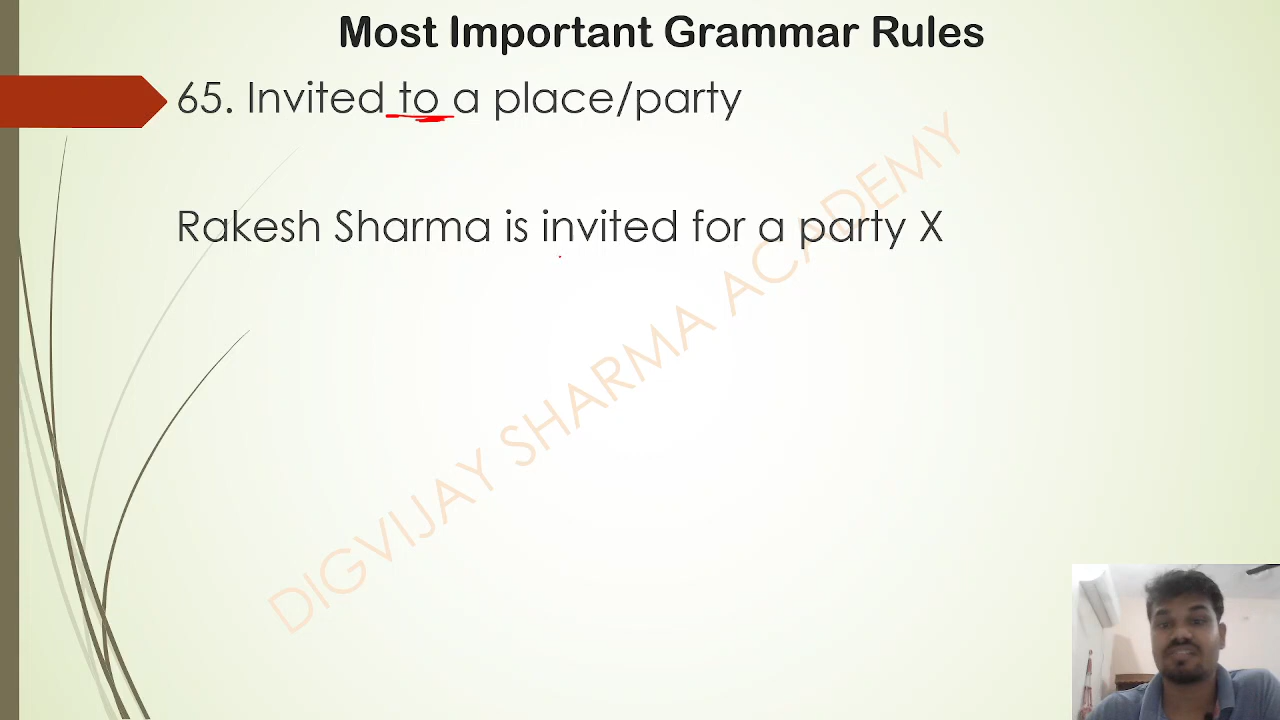 Most Important Grammar Rules
65. Invited to a place/party
Rakesh Sharma is invited for a party X
DIGVIJAY SHARMA ACADEMY